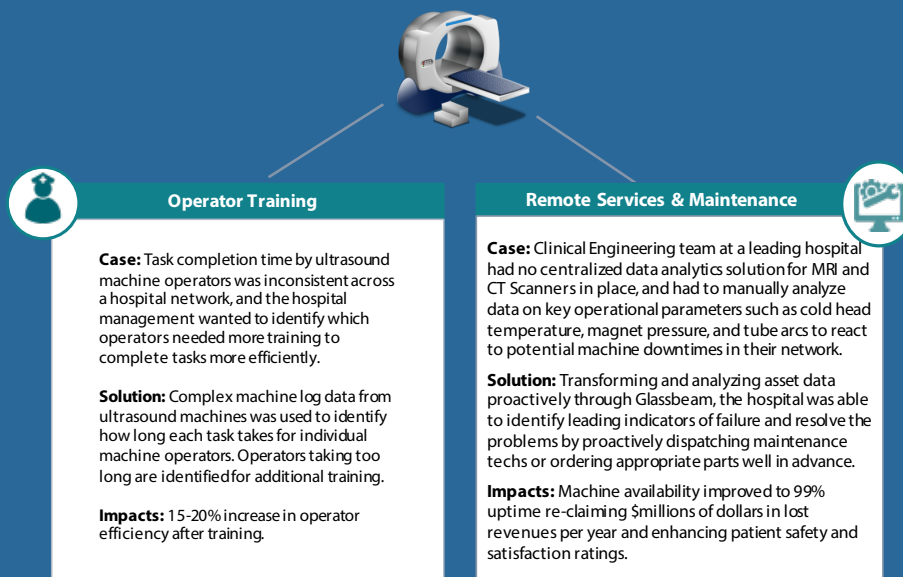 Operator Training
Case: Task completion time by ultrasound
machine operators was inconsistent across
a hospital network, and the hospital
management wanted to identify which
operators needed more training to
complete tasks more efficiently.
Solution: Complex machine log data from
ultrasound machines was used to identify
how long each task takes for individual
machine operators. Operators taking too
long are identified for additional training.
Impacts: 15-20% increase in operator
efficiency after training.
Remote Services & Maintenance
Case: Clinical Engineering team at a leading hospital
had no centralized data analytics solution for MRI and
CT Scanners in place, and had to manually analyze
data on key operational parameters such as cold head
temperature, magnet pressure, and tube arcs to react
to potential machine downtimes in their network.
Solution: Transforming and analyzing asset data
proactively through Glassbeam, the hospital was able
to identify leading indicators of failure and resolve the
problems by proactively dispatching maintenance
techs or ordering appropriate parts well in advance.
Impacts: Machine availability improved to 99%
uptime re-claiming $millions of dollars in lost
revenues per year and enhancing patient safety and
satisfaction ratings.